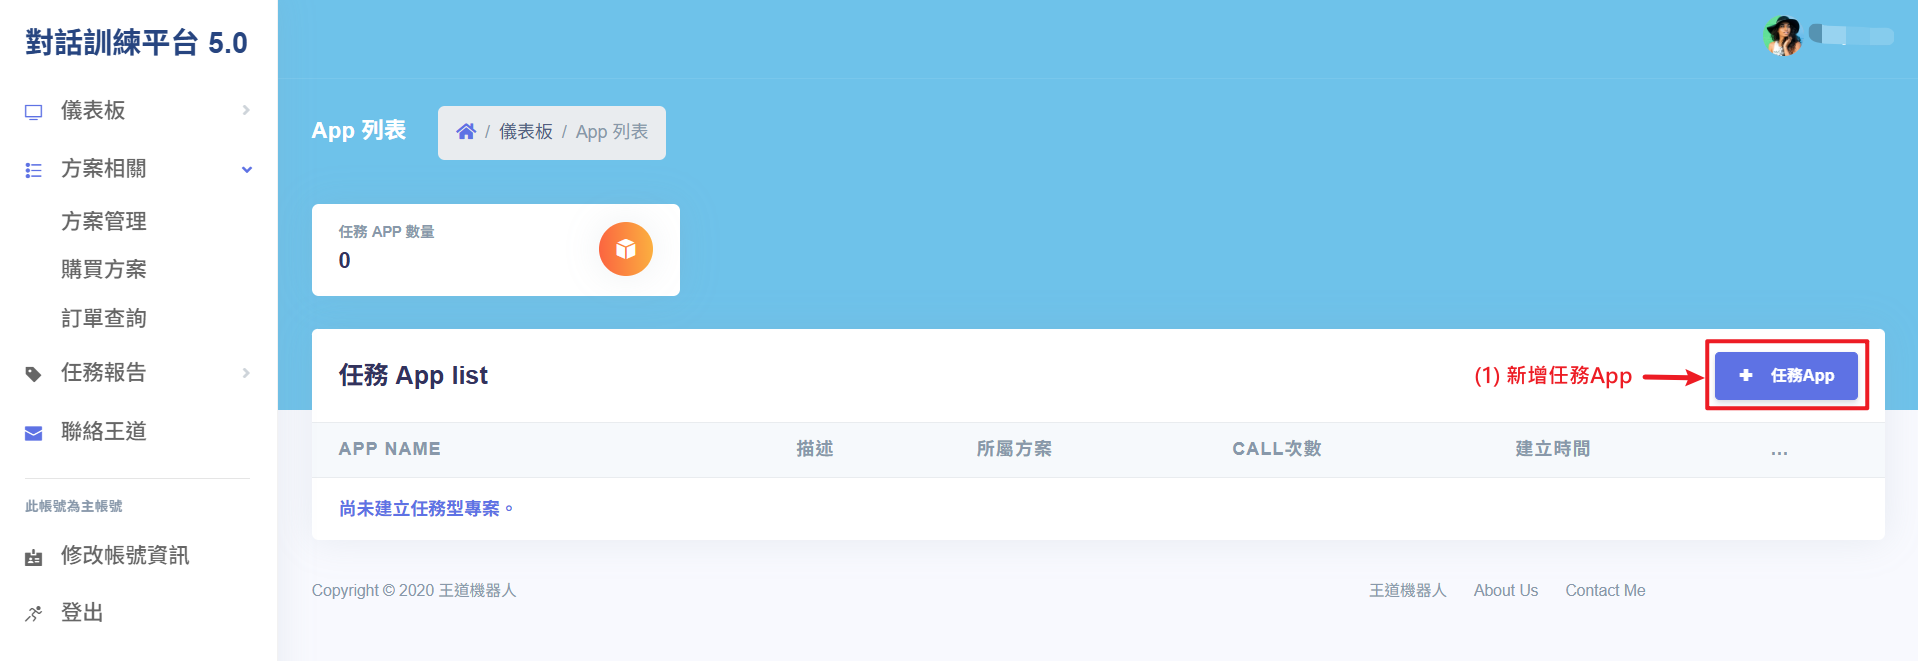 對話訓練平台 5.0
儀表板
方案相關
方案管理
購買方案
訂單查詢
任務報告
聯絡王道
此帳號為主帳號
修改帳號資訊
登出
App 列表
/ 儀表板 / App 列表
任務 APP 數量
0
任務 App list
(1) 新增任務App
任務App
APP NAME 描述 所屬方案 CALL次數 建立時間 ...
尚未建立任務型專案。
Copyright © 2020 王道機器人
王道機器人 About Us Contact Me